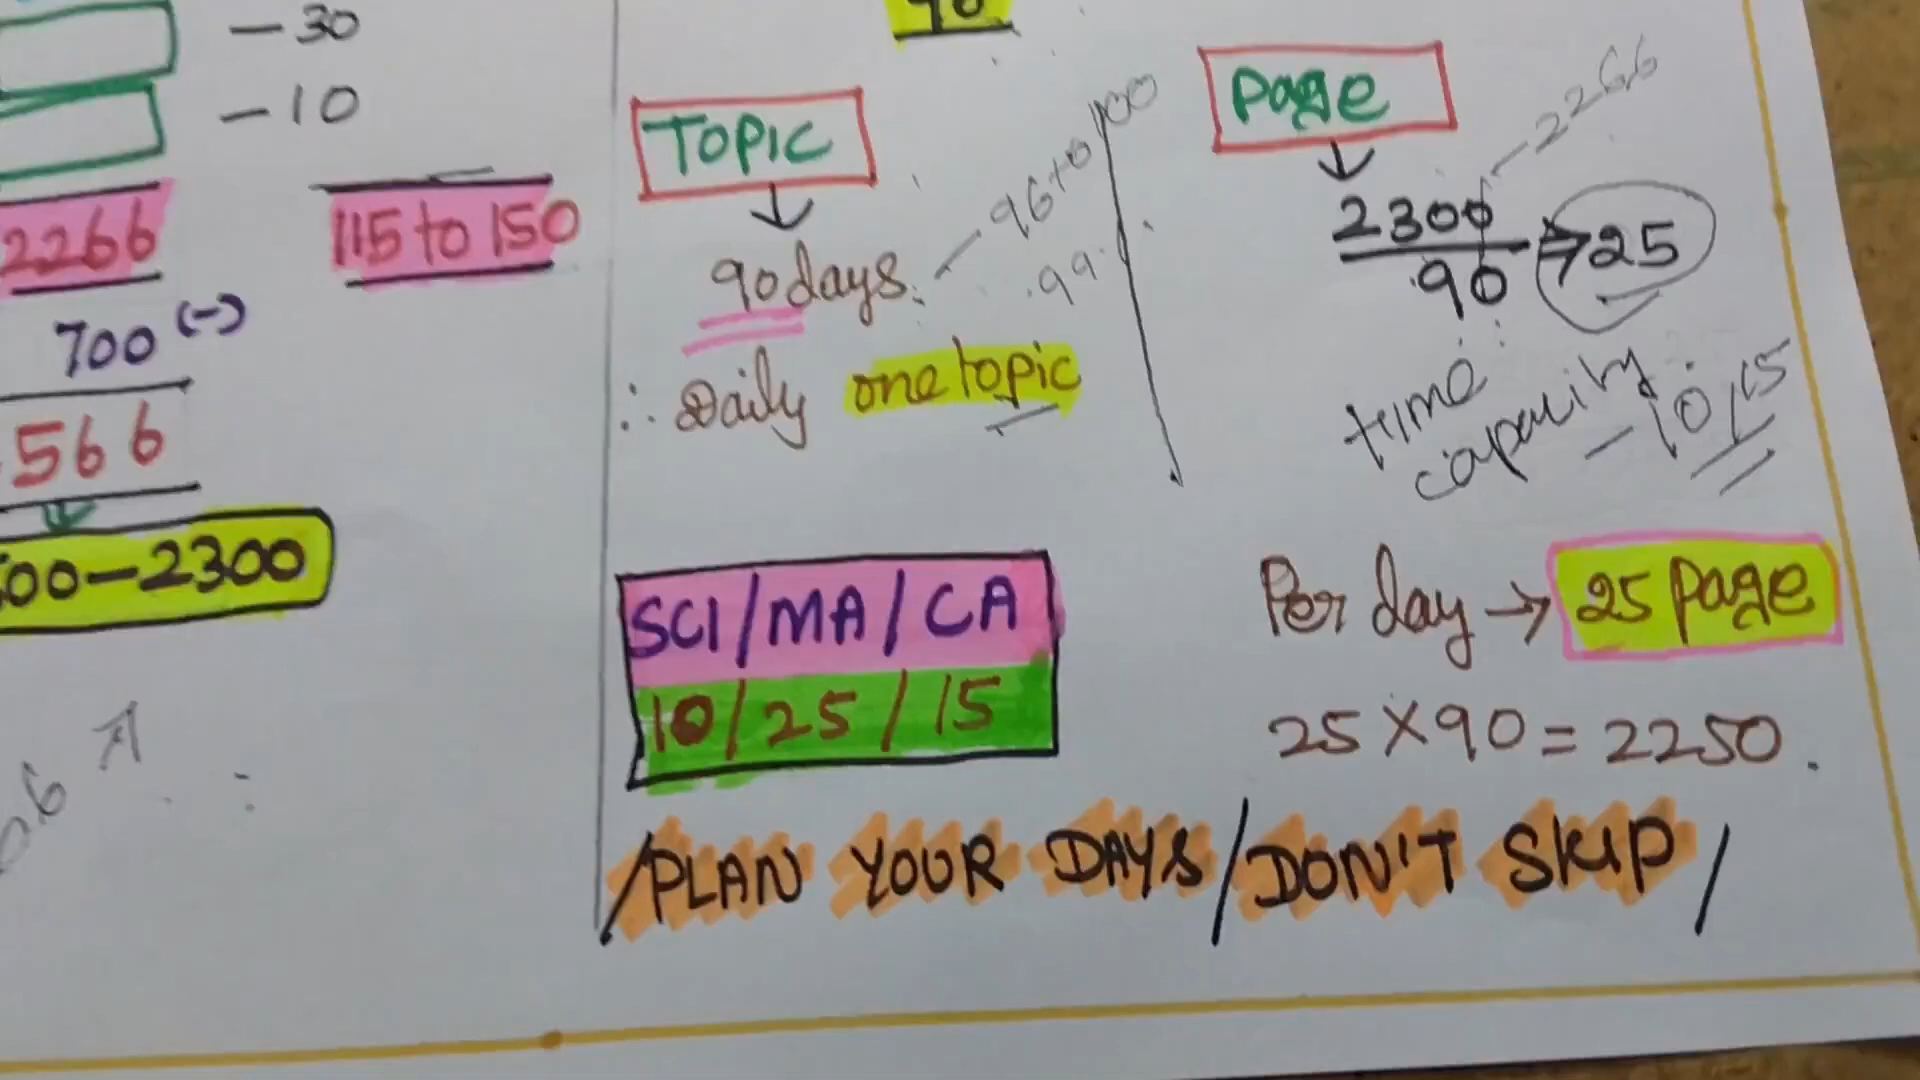 — 30
— 10
2266
115 to 150
700 (-)
566
00 – 2300
90
TOPIC
90 days.
— 96 to 100
99
∴ Daily one topic
Page
— 2266
2300
90
→ 25
time
capacity
— 10/15
Per day → 25 page
25 × 90 = 2250.
SCI / MA / CA
10 / 25 / 15
/PLAN YOUR DAYS/DON'T SKIP/